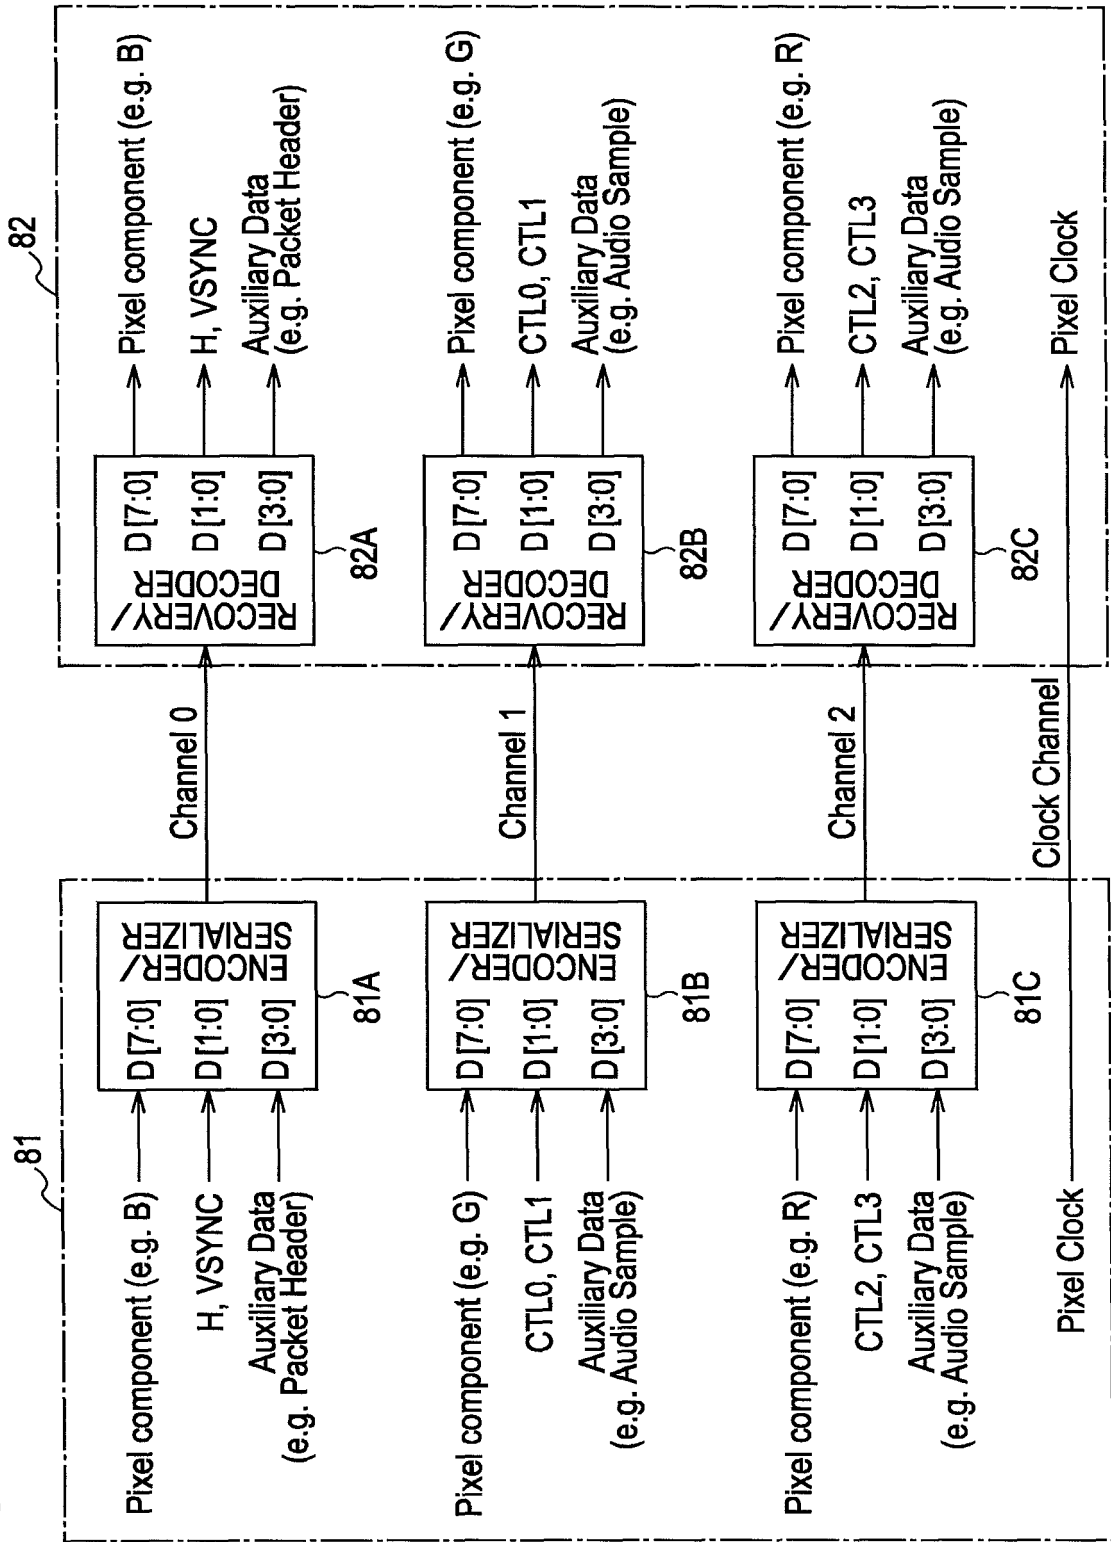 81
82
Pixel component (e.g. B)
H, VSYNC
Auxiliary Data
(e.g. Packet Header)
D[7:0]
D[1:0]
D[3:0]
ENCODER/
SERIALIZER
81A
Channel 0
RECOVERY/
DECODER
D[7:0]
D[1:0]
D[3:0]
82A
Pixel component (e.g. B)
H, VSYNC
Auxiliary Data
(e.g. Packet Header)
Pixel component (e.g. G)
CTL0, CTL1
Auxiliary Data
(e.g. Audio Sample)
D[7:0]
D[1:0]
D[3:0]
ENCODER/
SERIALIZER
81B
Channel 1
RECOVERY/
DECODER
D[7:0]
D[1:0]
D[3:0]
82B
Pixel component (e.g. G)
CTL0, CTL1
Auxiliary Data
(e.g. Audio Sample)
Pixel component (e.g. R)
CTL2, CTL3
Auxiliary Data
(e.g. Audio Sample)
D[7:0]
D[1:0]
D[3:0]
ENCODER/
SERIALIZER
81C
Channel 2
RECOVERY/
DECODER
D[7:0]
D[1:0]
D[3:0]
82C
Pixel component (e.g. R)
CTL2, CTL3
Auxiliary Data
(e.g. Audio Sample)
Pixel Clock
Clock Channel
Pixel Clock